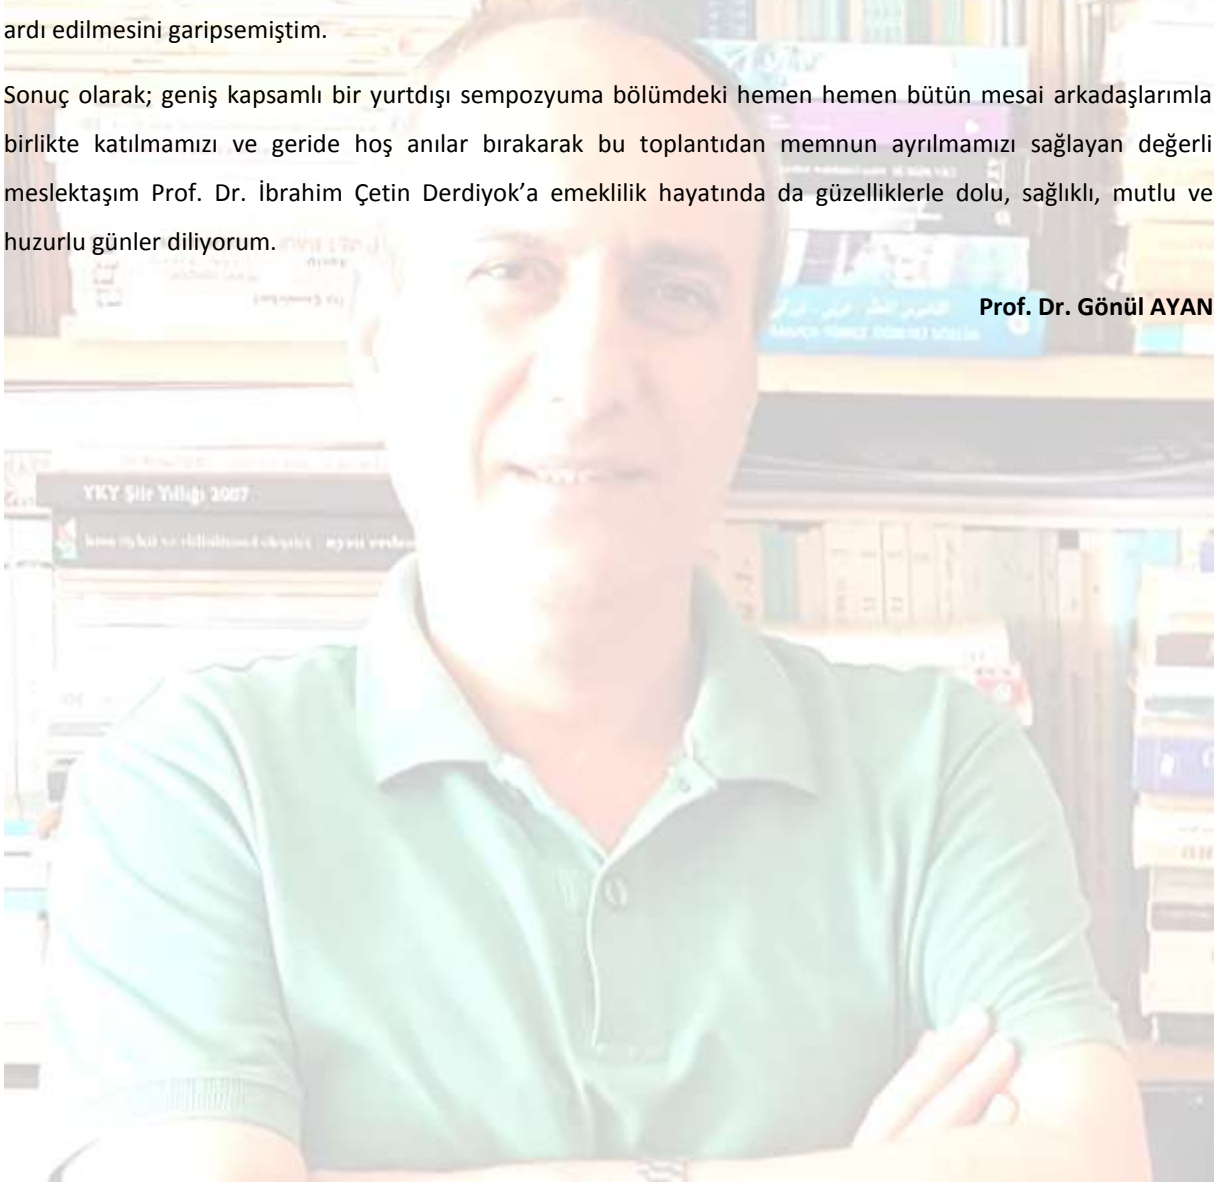 ardı edilmesini garipsemiştim.
Sonuç olarak; geniş kapsamlı bir yurtdışı sempozyuma bölümdeki hemen hemen bütün mesai arkadaşlarımla
birlikte katılmamızı ve geride hoş anılar bırakarak bu toplantıdan memnun ayrılmamızı sağlayan değerli
meslektaşım Prof. Dr. İbrahim Çetin Derdiyok’a emeklilik hayatında da güzelliklerle dolu, sağlıklı, mutlu ve
huzurlu günler diliyorum.
Prof. Dr. Gönül AYAN
YKY Şiir Yıllığı 2007